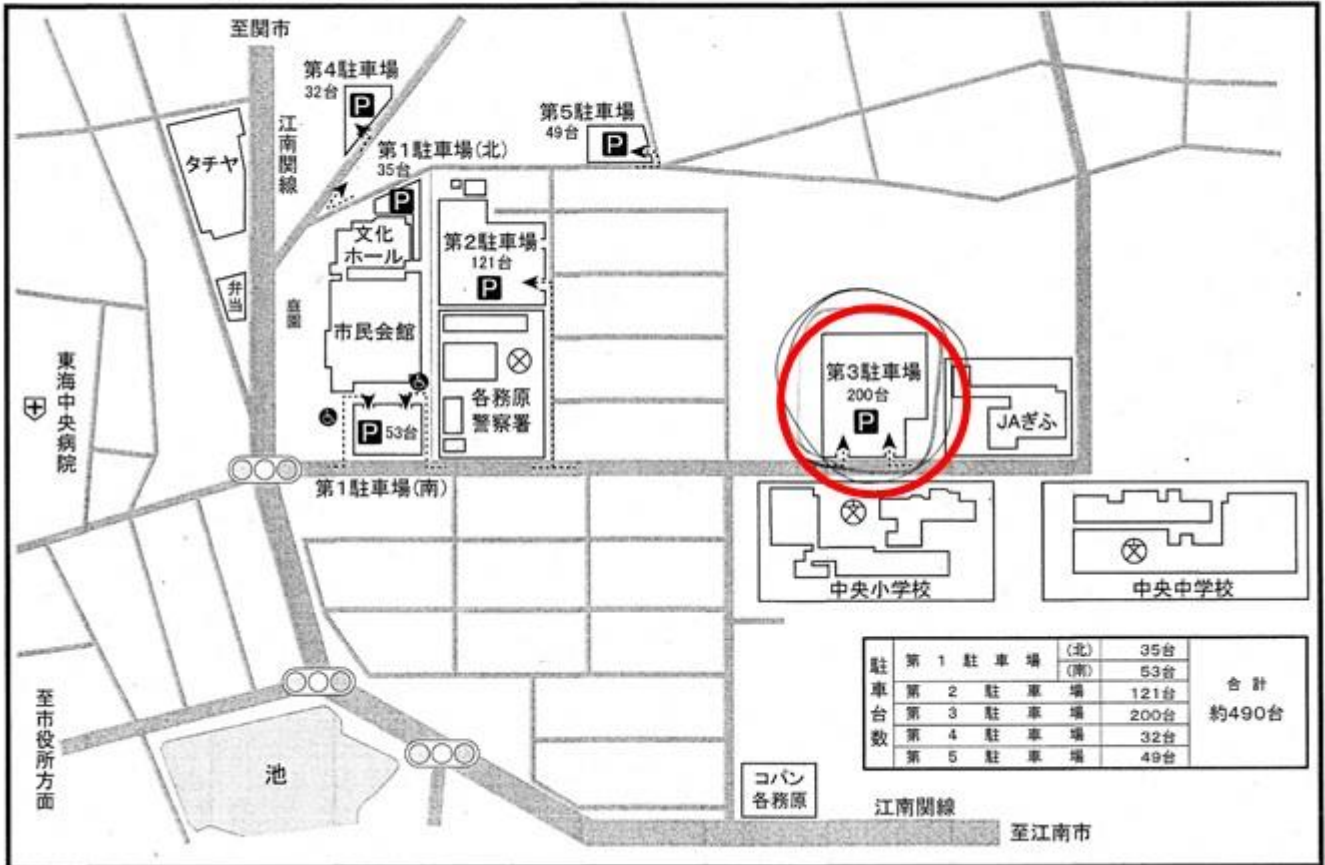 至関市
第4駐車場
32台
P
江南関線
タチヤ
第1駐車場(北)
35台
P
第5駐車場
49台
P
文化
ホール
第2駐車場
121台
P
弁当
庭園
市民会館
各務原
警察署
P 53台
第1駐車場(南)
東海中央病院
第3駐車場
200台
P
JAぎふ
文
中央小学校
文
中央中学校
駐車台数
第1駐車場 (北) 35台
(南) 53台
第2駐車場 121台
第3駐車場 200台
第4駐車場 32台
第5駐車場 49台
合計
約490台
至市役所方面
池
コパン
各務原
江南関線
至江南市